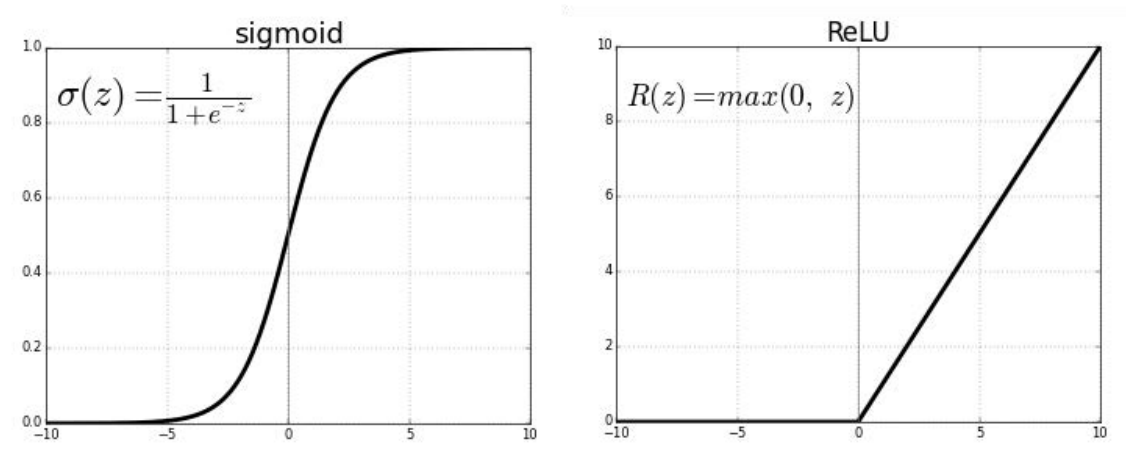 sigmoid
1.0
σ(z) = 1/(1+e^{-z})
0.8
0.6
0.4
0.2
0.0
−10 −5 0 5 10
ReLU
10
R(z) = max(0, z)
8
6
4
2
0
−10 −5 0 5 10